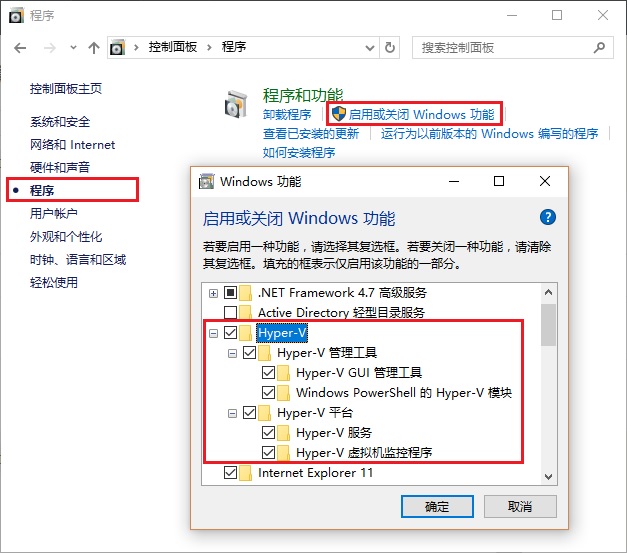 程序
控制面板 程序
搜索控制面板
控制面板主页
系统和安全
网络和 Internet
硬件和声音
程序
用户帐户
外观和个性化
时钟、语言和区域
轻松使用
程序和功能
卸载程序 启用或关闭 Windows 功能
查看已安装的更新 运行为以前版本的 Windows 编写的程序
如何安装程序
Windows 功能
启用或关闭 Windows 功能
若要启用一种功能，请选择其复选框。若要关闭一种功能，请清除
其复选框。填充的框表示仅启用该功能的一部分。
.NET Framework 4.7 高级服务
Active Directory 轻型目录服务
Hyper-V
Hyper-V 管理工具
Hyper-V GUI 管理工具
Windows PowerShell 的 Hyper-V 模块
Hyper-V 平台
Hyper-V 服务
Hyper-V 虚拟机监控程序
Internet Explorer 11
确定 取消